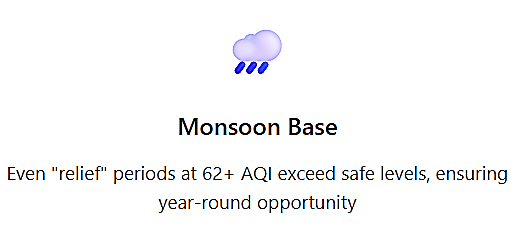 Monsoon Base
Even "relief" periods at 62+ AQI exceed safe levels, ensuring
year-round opportunity